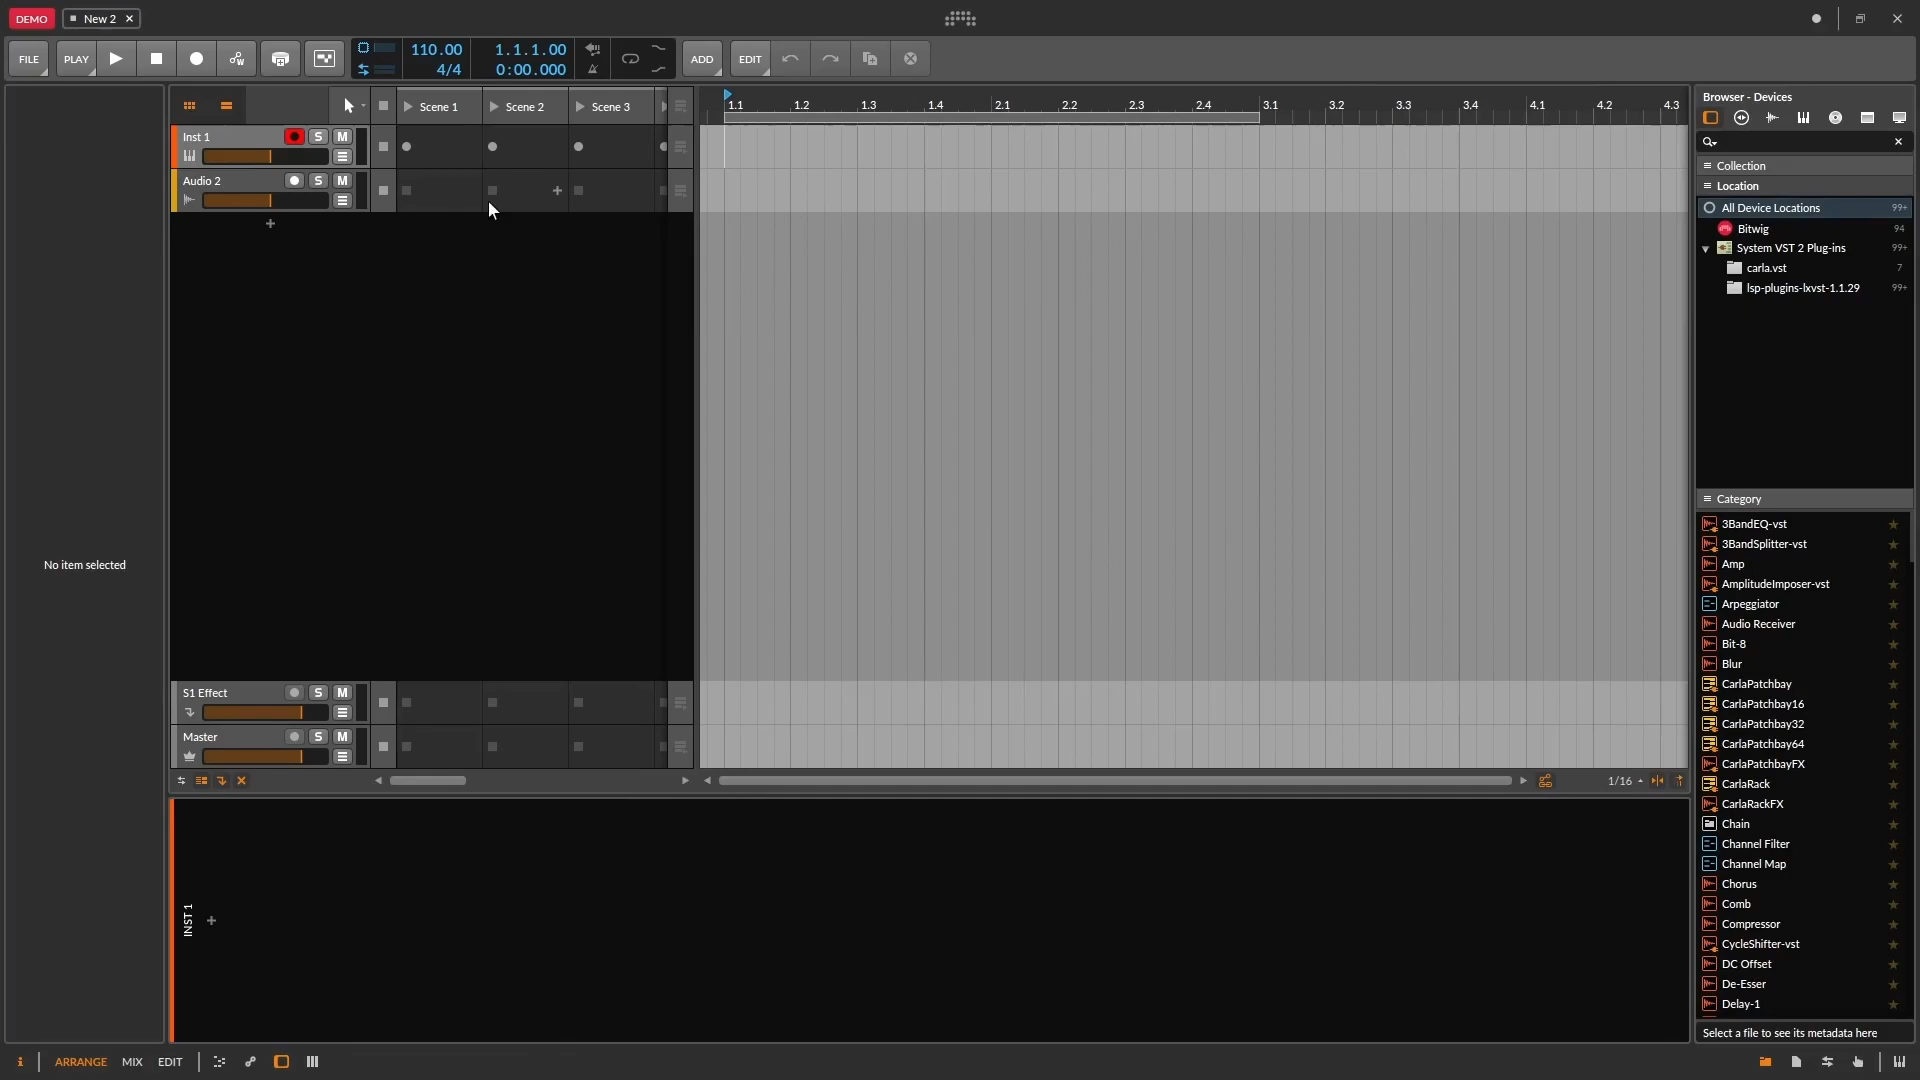 DEMO
New 2
FILE
PLAY
110.00
4/4
1.1.1.00
0:00.000
ADD
EDIT
Scene 1
Scene 2
Scene 3
1.1
1.2
1.3
1.4
2.1
2.2
2.3
2.4
3.1
3.2
3.3
3.4
4.1
4.2
4.3
Inst 1
S
M
Audio 2
S
M
No item selected
S1 Effect
S
M
Master
S
M
1/16
INST 1
Browser - Devices
Collection
Location
All Device Locations 99+
Bitwig 94
System VST 2 Plug-ins 99+
carla.vst 7
lsp-plugins-lxvst-1.1.29 99+
Category
3BandEQ-vst
3BandSplitter-vst
Amp
AmplitudeImposer-vst
Arpeggiator
Audio Receiver
Bit-8
Blur
CarlaPatchbay
CarlaPatchbay16
CarlaPatchbay32
CarlaPatchbay64
CarlaPatchbayFX
CarlaRack
CarlaRackFX
Chain
Channel Filter
Channel Map
Chorus
Comb
Compressor
CycleShifter-vst
DC Offset
De-Esser
Delay-1
Select a file to see its metadata here
i
ARRANGE
MIX
EDIT